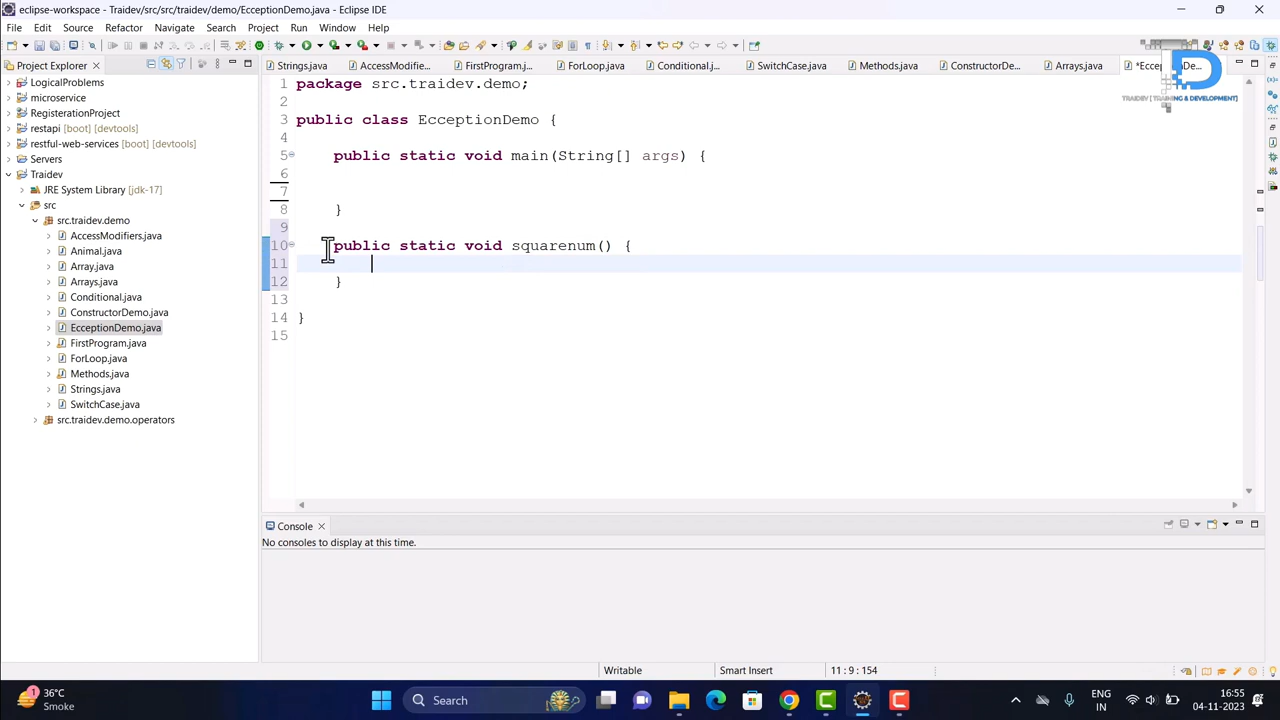 eclipse-workspace - Traidev/src/src/traidev/demo/EcceptionDemo.java - Eclipse IDE
File Edit Source Refactor Navigate Search Project Run Window Help
Project Explorer
Strings.java
AccessModifie...
FirstProgram.j...
ForLoop.java
Conditional.j...
SwitchCase.java
Methods.java
ConstructorDe...
Arrays.java
TRAIDEV [ TRAINING & DEVELOPMENT]
LogicalProblems
microservice
RegisterationProject
restapi [boot] [devtools]
restful-web-services [boot] [devtools]
Servers
Traidev
JRE System Library [jdk-17]
src
src.traidev.demo
AccessModifiers.java
Animal.java
Array.java
Arrays.java
Conditional.java
ConstructorDemo.java
EcceptionDemo.java
FirstProgram.java
ForLoop.java
Methods.java
Strings.java
SwitchCase.java
src.traidev.demo.operators
1 package src.traidev.demo;
2
3 public class EcceptionDemo {
4
5 public static void main(String[] args) {
6
7
8 }
9
10 public static void squarenum() {
11
12 }
13
14 }
15
Console
No consoles to display at this time.
Writable
Smart Insert
11 : 9 : 154
1
36°C
Smoke
Search
ENG
IN
16:55
04-11-2023